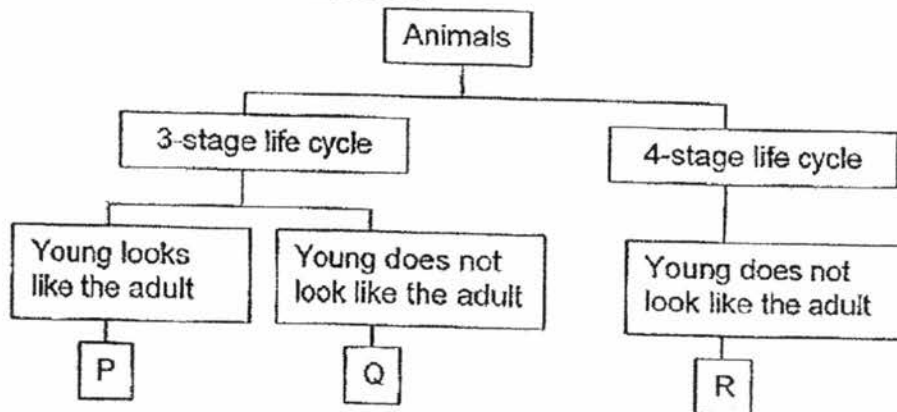 Animals
3-stage life cycle
4-stage life cycle
Young looks
like the adult
Young does not
look like the adult
Young does not
look like the adult
P
Q
R